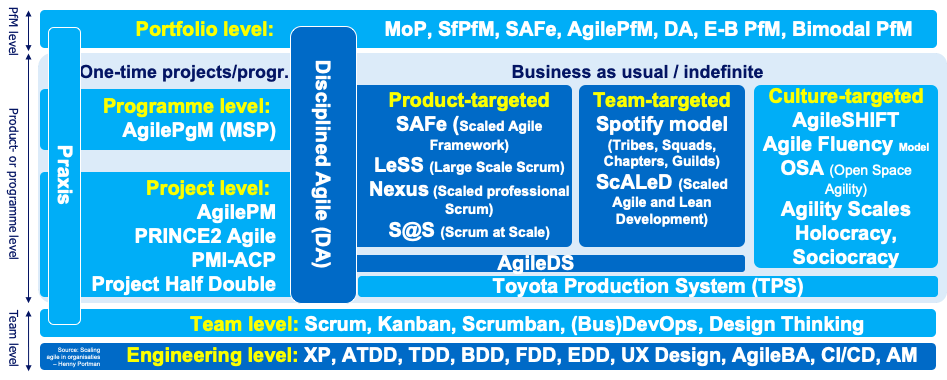 PfM level
Portfolio level:
MoP, SfPfM, SAFe, AgilePfM, DA, E-B PfM, Bimodal PfM
Product- or programme level
Praxis
One-time projects/progr.
Programme level:
AgilePgM (MSP)
Project level:
AgilePM
PRINCE2 Agile
PMI-ACP
Project Half Double
Disciplined Agile (DA)
Business as usual / indefinite
Product-targeted
SAFe (Scaled Agile
Framework)
LeSS (Large Scale Scrum)
Nexus (Scaled professional
Scrum)
S@S (Scrum at Scale)
Team-targeted
Spotify model
(Tribes, Squads,
Chapters, Guilds)
ScALeD (Scaled
Agile and Lean
Development)
Culture-targeted
AgileSHIFT
Agile Fluency Model
OSA (Open Space
Agility)
Agility Scales
Holocracy,
Sociocracy
AgileDS
Toyota Production System (TPS)
Team level
Team level: Scrum, Kanban, Scrumban, (Bus)DevOps, Design Thinking
Source: Scaling
agile in organisaties
– Henny Portman
Engineering level: XP, ATDD, TDD, BDD, FDD, EDD, UX Design, AgileBA, CI/CD, AM